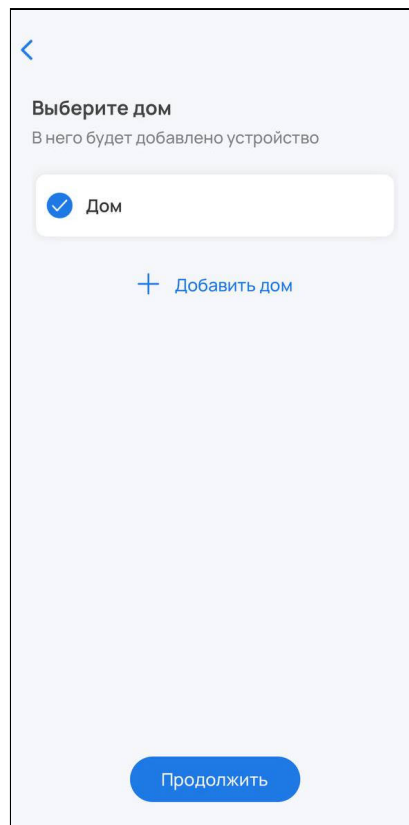 Выберите дом
В него будет добавлено устройство
Дом
Добавить дом
Продолжить